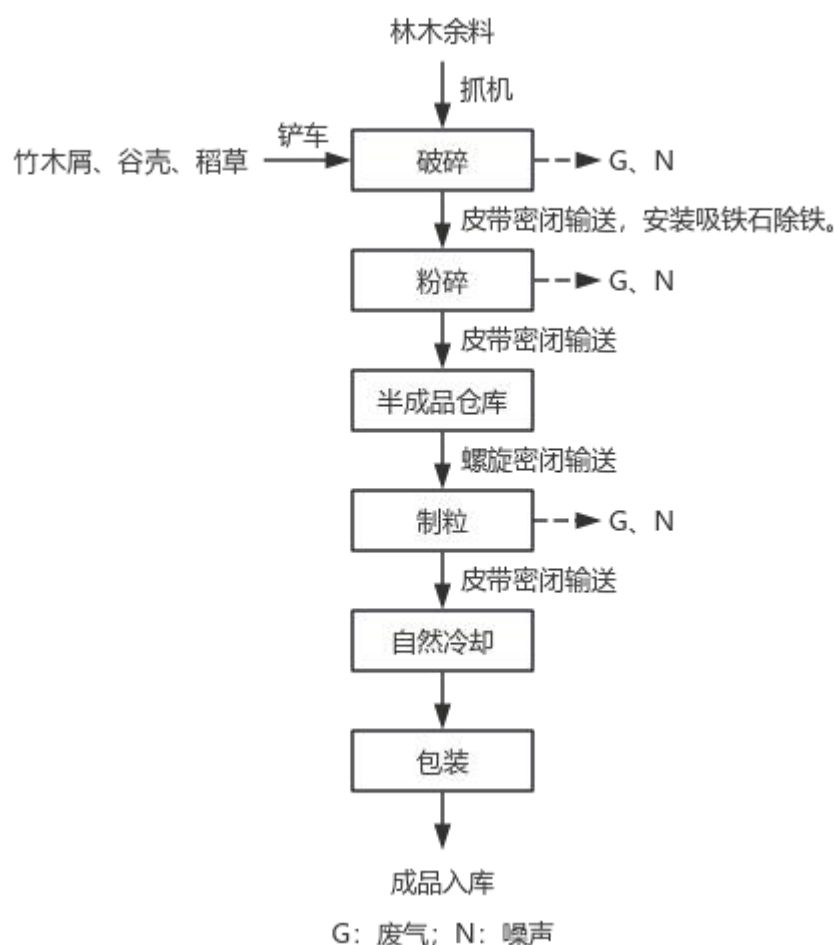 林木余料
抓机
铲车
竹木屑、谷壳、稻草
破碎
G、N
皮带密闭输送，安装吸铁石除铁。
粉碎
G、N
皮带密闭输送
半成品仓库
螺旋密闭输送
制粒
G、N
皮带密闭输送
自然冷却
包装
成品入库
G：废气；N：噪声